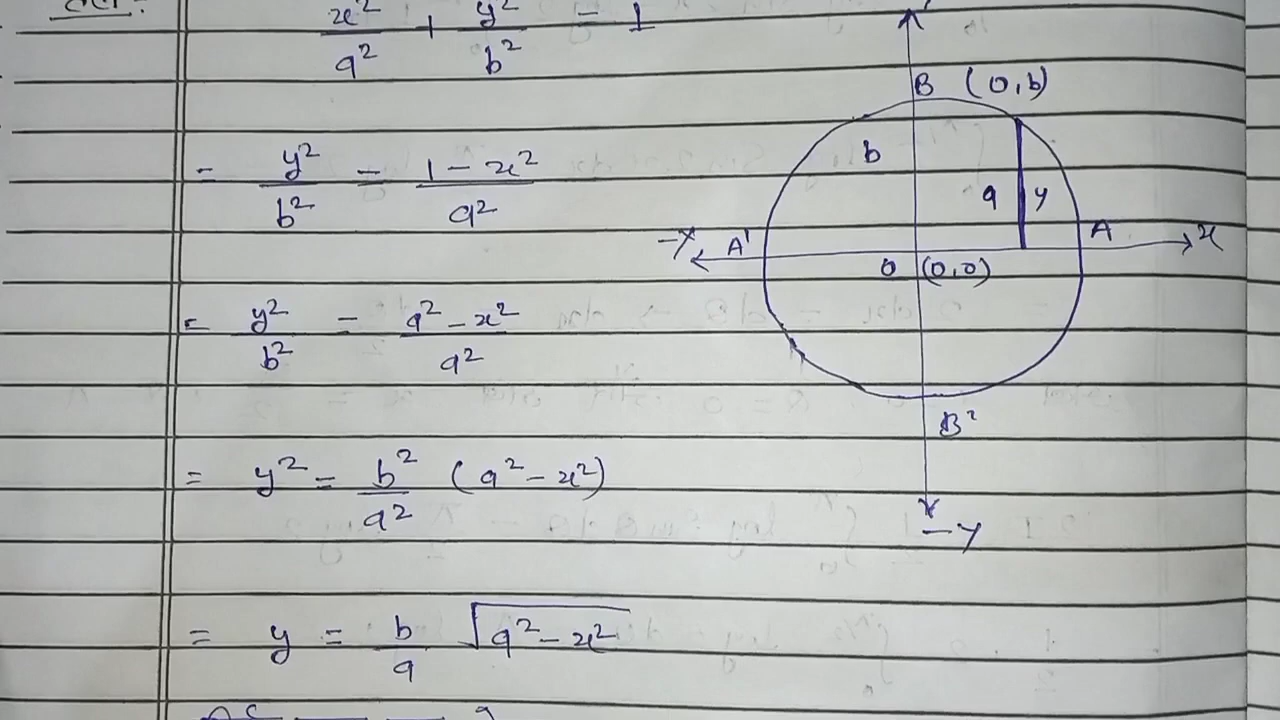 x²/a² + y²/b² = 1
= y²/b² = 1 - x²/a²
= y²/b² = a² - x²/a²
= y² = b²/a² (a² - x²)
= y = b/a √a² - x²
B (0,b)
b
a y
-X A' A x
O (0,0)
B²
-Y